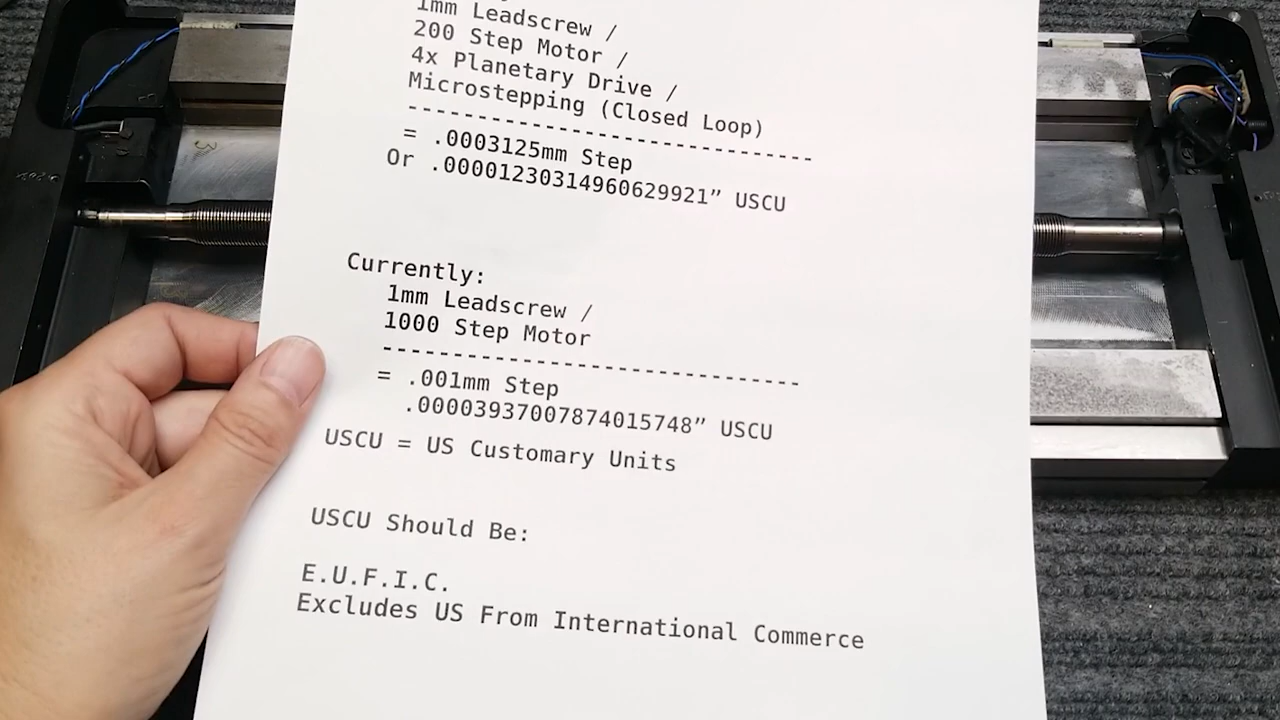 1mm Leadscrew /
200 Step Motor /
4x Planetary Drive /
Microstepping (Closed Loop)
-----------------------------
= .0003125mm Step
Or .00001230314960629921” USCU
Currently:
1mm Leadscrew /
1000 Step Motor
------------------------------
= .001mm Step
.00003937007874015748” USCU
USCU = US Customary Units
USCU Should Be:
E.U.F.I.C.
Excludes US From International Commerce